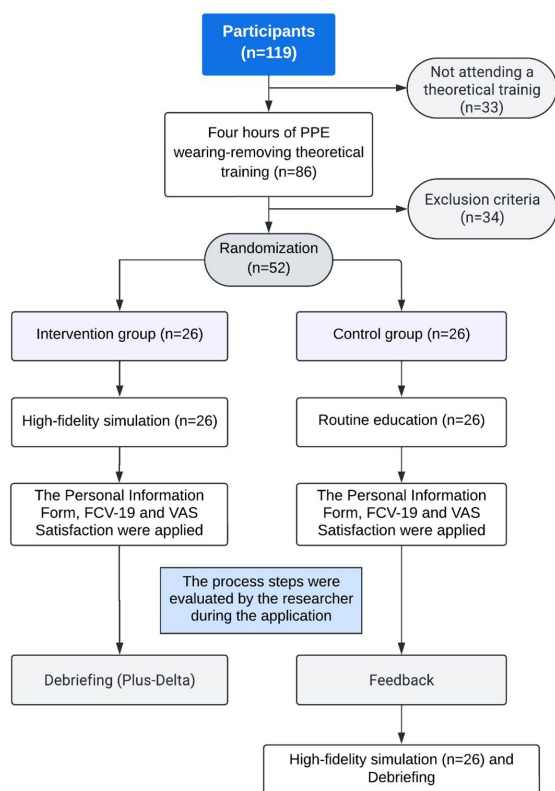 Participants
(n=119)
Not attending a
theoretical trainig
(n=33)
Four hours of PPE
wearing-removing theoretical
training (n=86)
Exclusion criteria
(n=34)
Randomization
(n=52)
Intervention group (n=26)
Control group (n=26)
High-fidelity simulation (n=26)
Routine education (n=26)
The Personal Information
Form, FCV-19 and VAS
Satisfaction were applied
The Personal Information
Form, FCV-19 and VAS
Satisfaction were applied
The process steps were
evaluated by the researcher
during the application
Debriefing (Plus-Delta)
Feedback
High-fidelity simulation (n=26) and
Debriefing